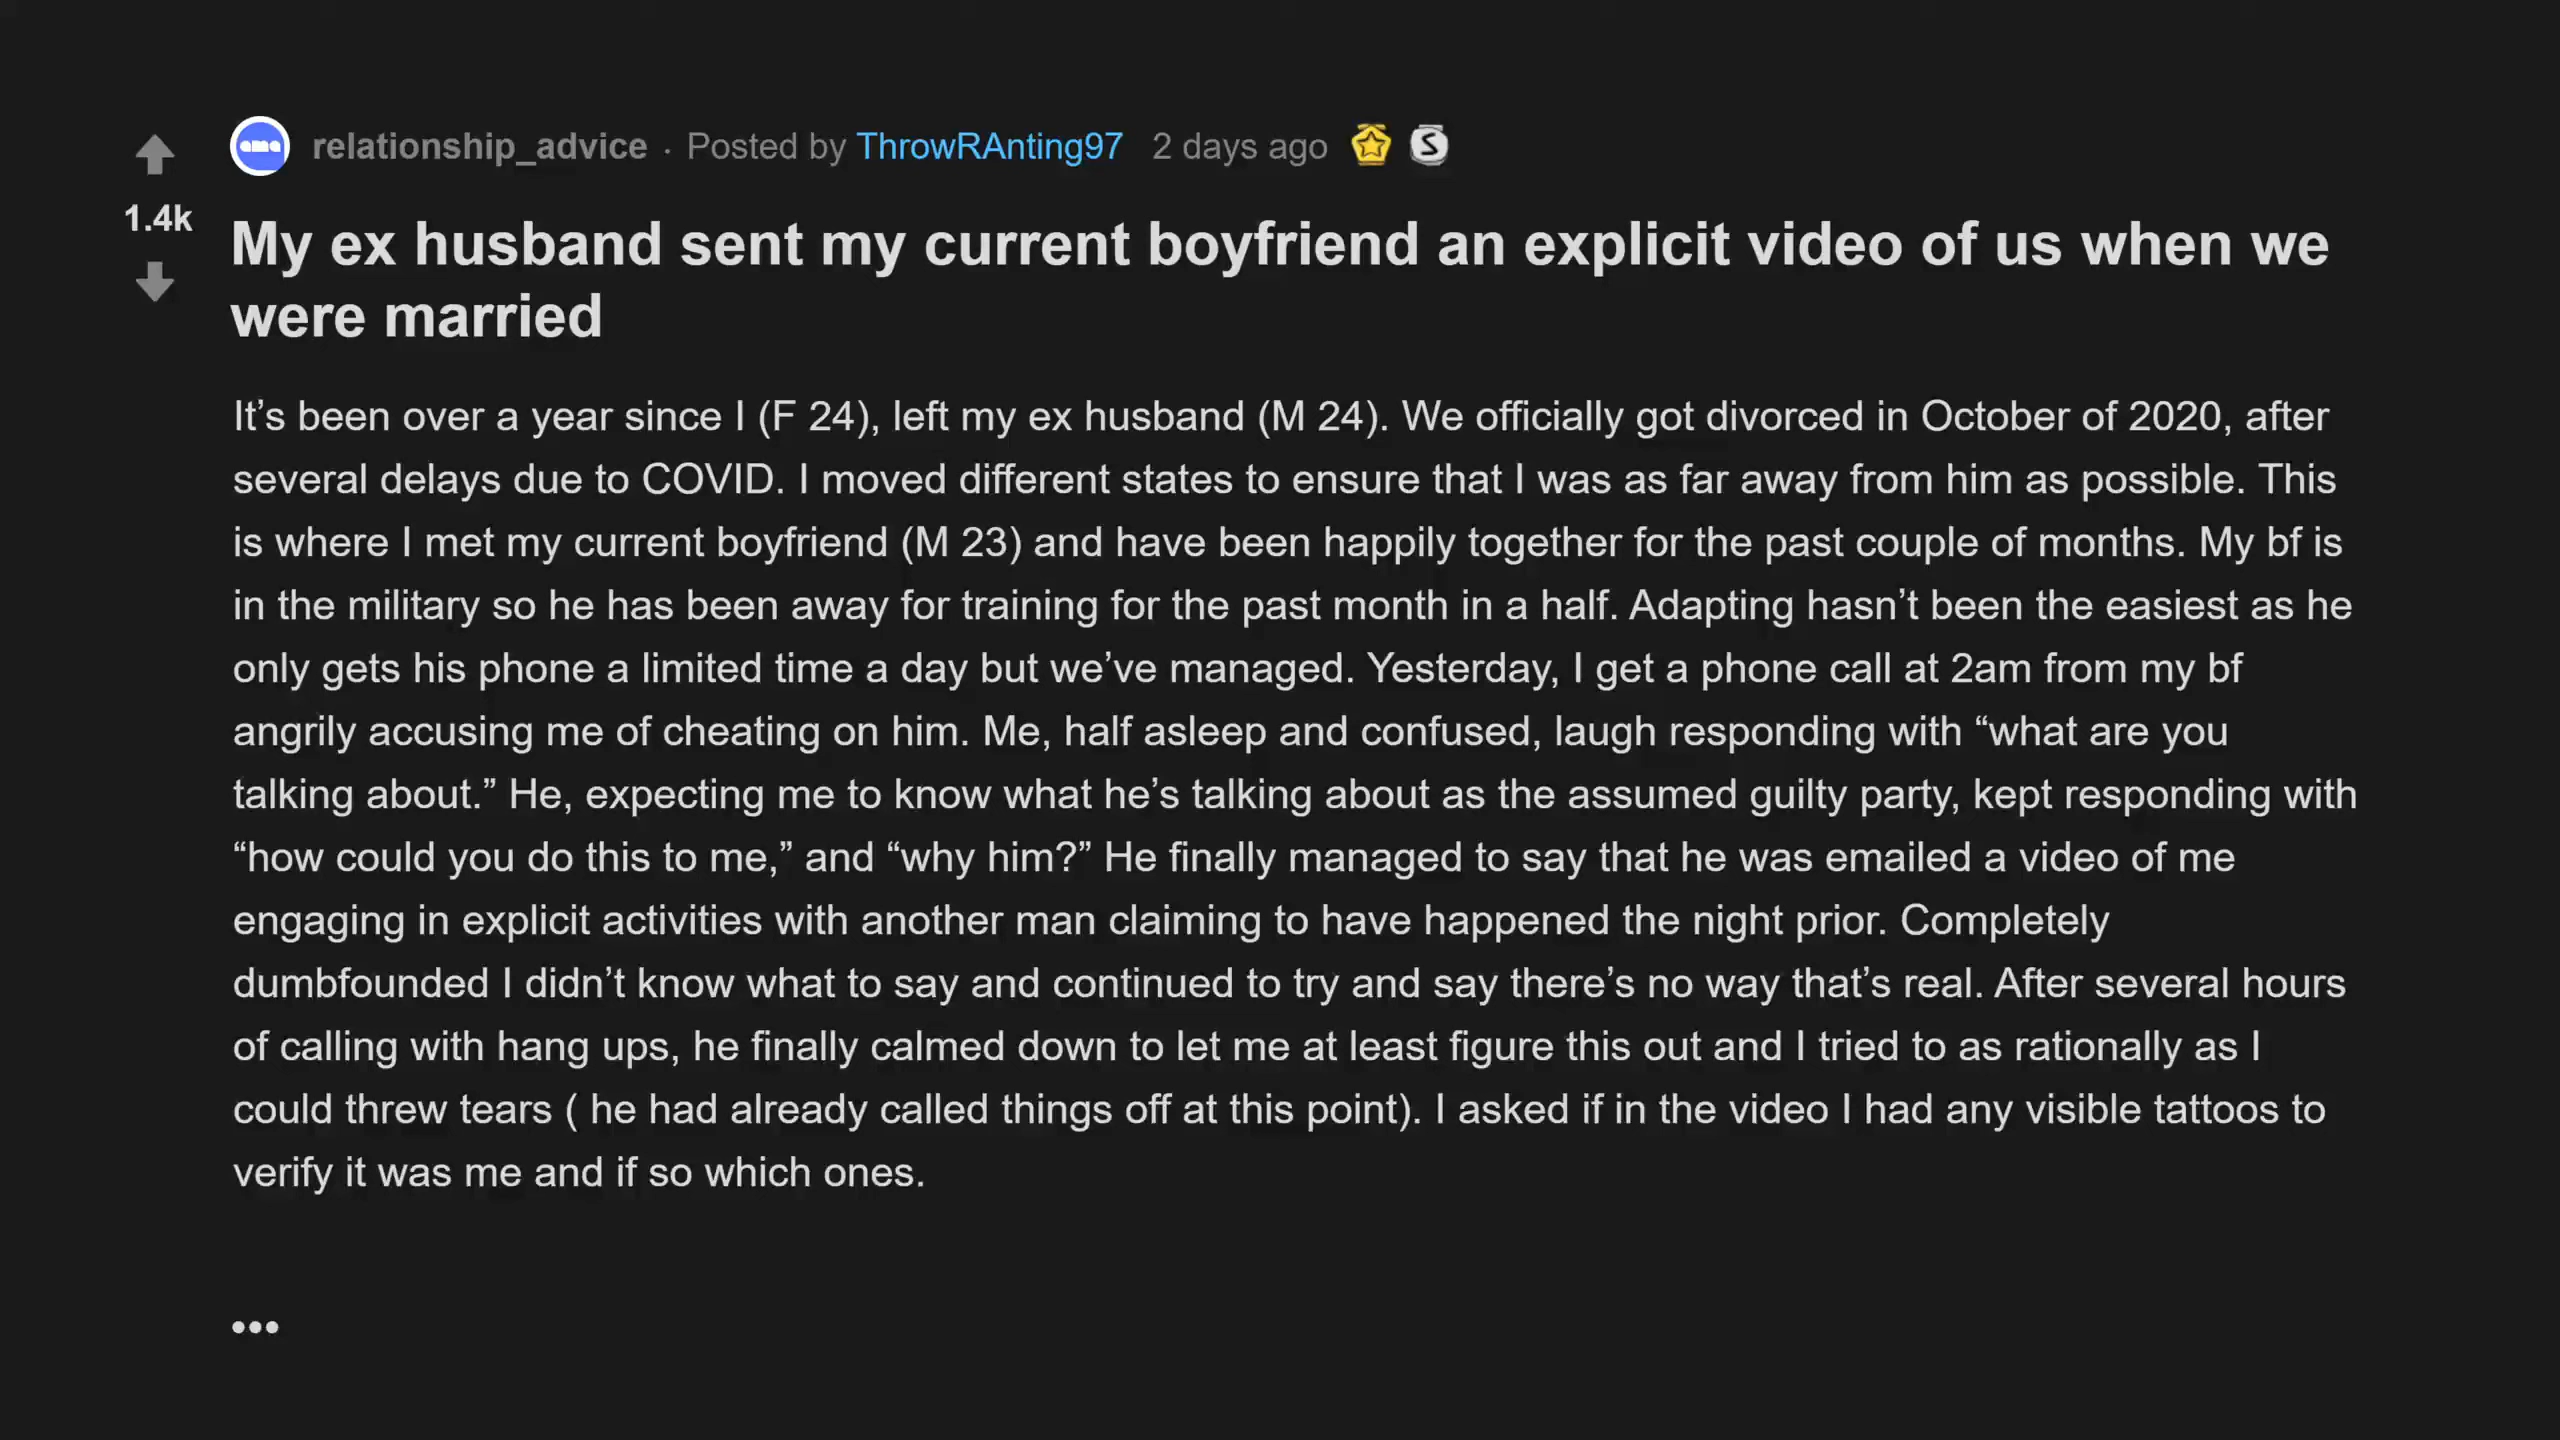 relationship_advice · Posted by ThrowRAnting97 2 days ago
1.4k
My ex husband sent my current boyfriend an explicit video of us when we
were married
It’s been over a year since I (F 24), left my ex husband (M 24). We officially got divorced in October of 2020, after
several delays due to COVID. I moved different states to ensure that I was as far away from him as possible. This
is where I met my current boyfriend (M 23) and have been happily together for the past couple of months. My bf is
in the military so he has been away for training for the past month in a half. Adapting hasn’t been the easiest as he
only gets his phone a limited time a day but we’ve managed. Yesterday, I get a phone call at 2am from my bf
angrily accusing me of cheating on him. Me, half asleep and confused, laugh responding with “what are you
talking about.” He, expecting me to know what he’s talking about as the assumed guilty party, kept responding with
“how could you do this to me,” and “why him?” He finally managed to say that he was emailed a video of me
engaging in explicit activities with another man claiming to have happened the night prior. Completely
dumbfounded I didn’t know what to say and continued to try and say there’s no way that’s real. After several hours
of calling with hang ups, he finally calmed down to let me at least figure this out and I tried to as rationally as I
could threw tears ( he had already called things off at this point). I asked if in the video I had any visible tattoos to
verify it was me and if so which ones.
•••